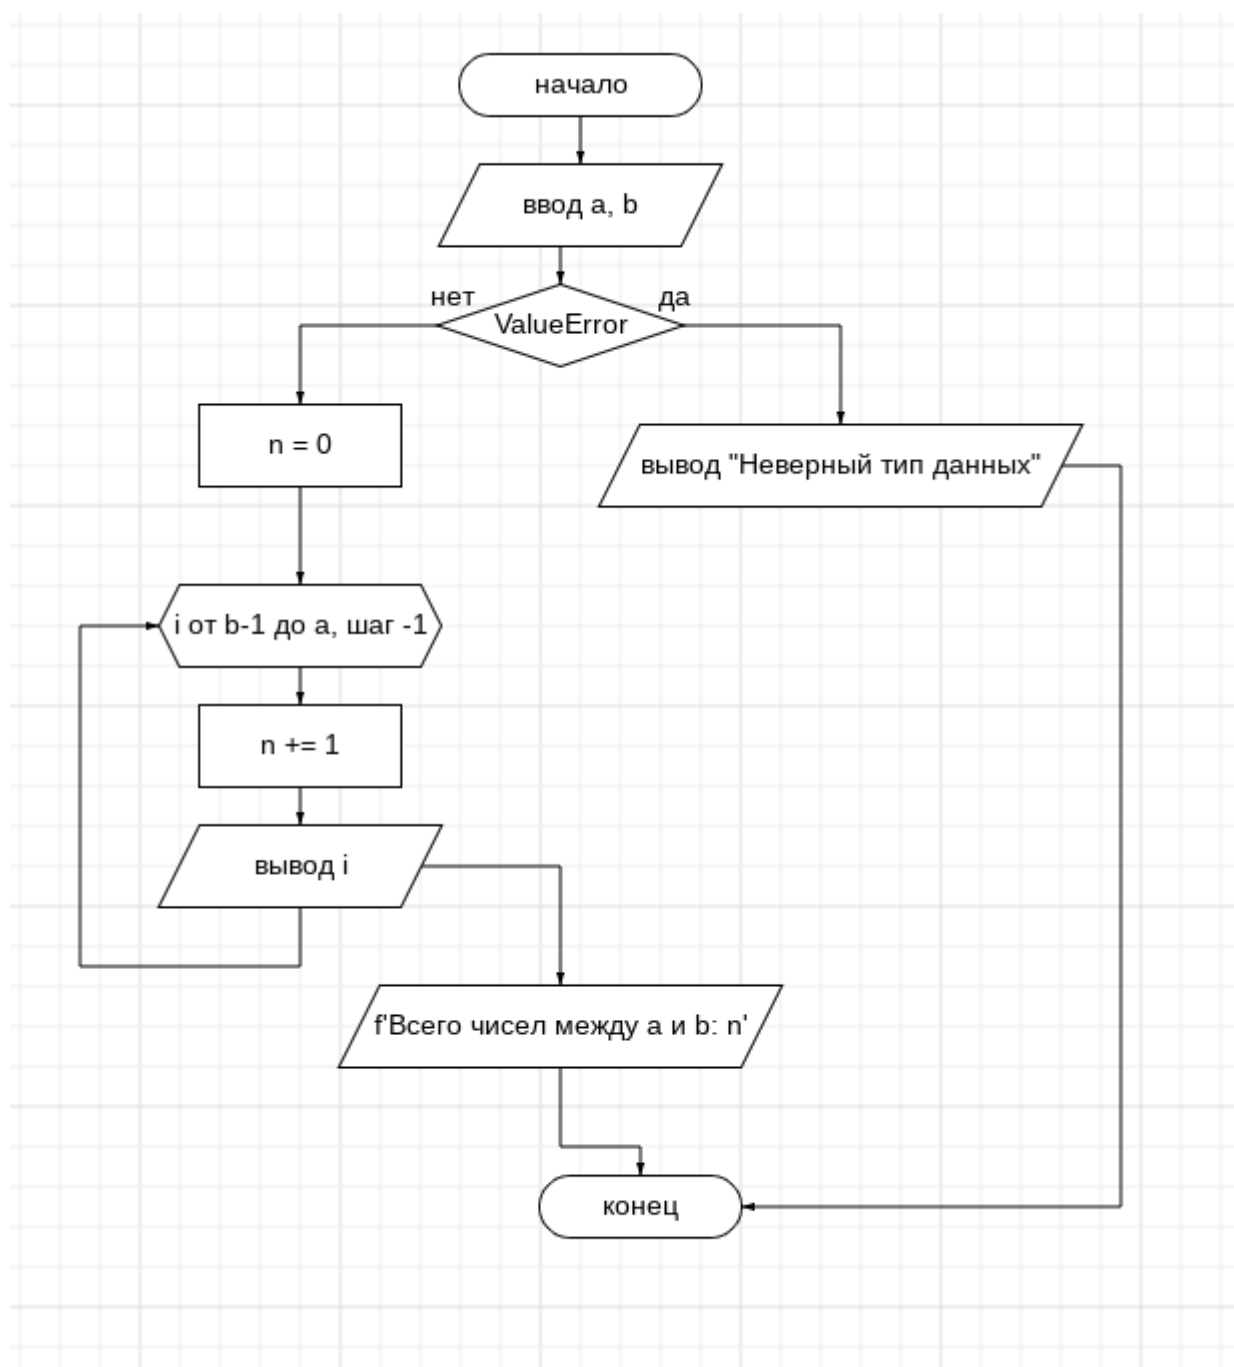 начало
ввод a, b
нет
да
ValueError
n = 0
вывод "Неверный тип данных"
i от b-1 до a, шаг -1
n += 1
вывод i
f'Всего чисел между a и b: n'
конец